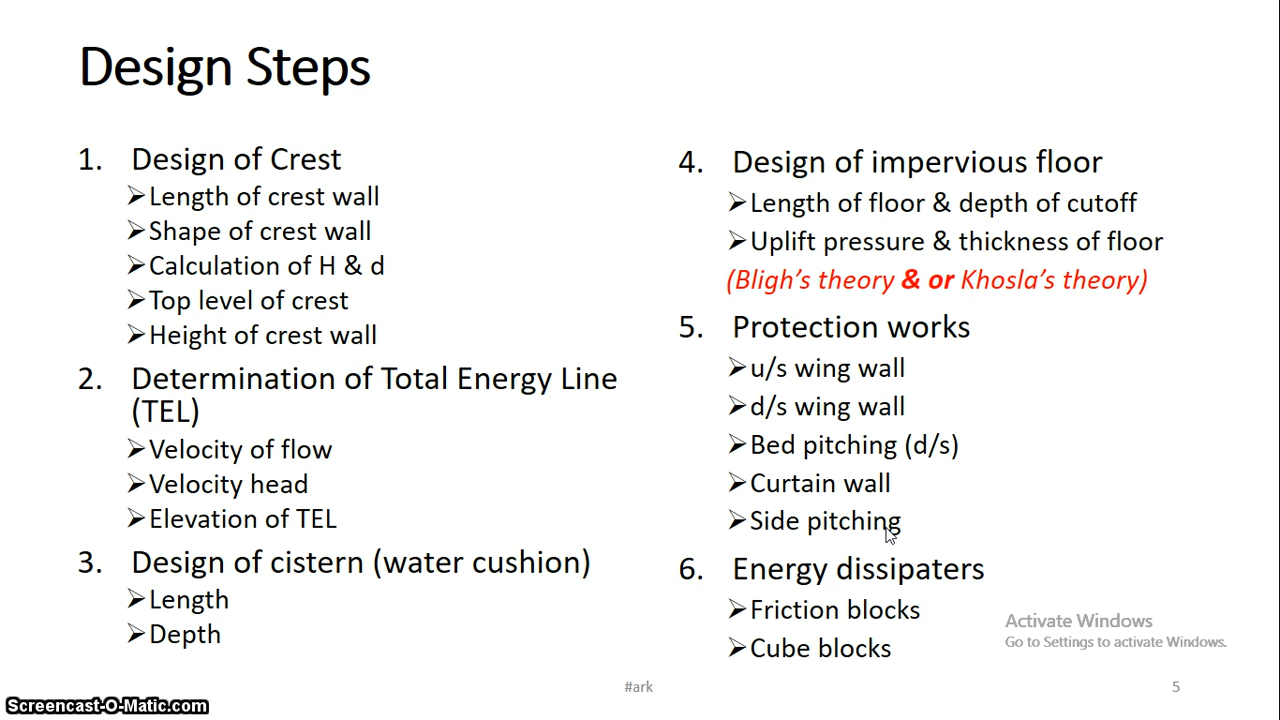 Design Steps
1. Design of Crest
➢Length of crest wall
➢Shape of crest wall
➢Calculation of H & d
➢Top level of crest
➢Height of crest wall
2. Determination of Total Energy Line
(TEL)
➢Velocity of flow
➢Velocity head
➢Elevation of TEL
3. Design of cistern (water cushion)
➢Length
➢Depth
4. Design of impervious floor
➢Length of floor & depth of cutoff
➢Uplift pressure & thickness of floor
(Bligh's theory & or Khosla's theory)
5. Protection works
➢u/s wing wall
➢d/s wing wall
➢Bed pitching (d/s)
➢Curtain wall
➢Side pitching
6. Energy dissipaters
➢Friction blocks
➢Cube blocks
Activate Windows
Go to Settings to activate Windows.
#ark
5
Screencast-O-Matic.com